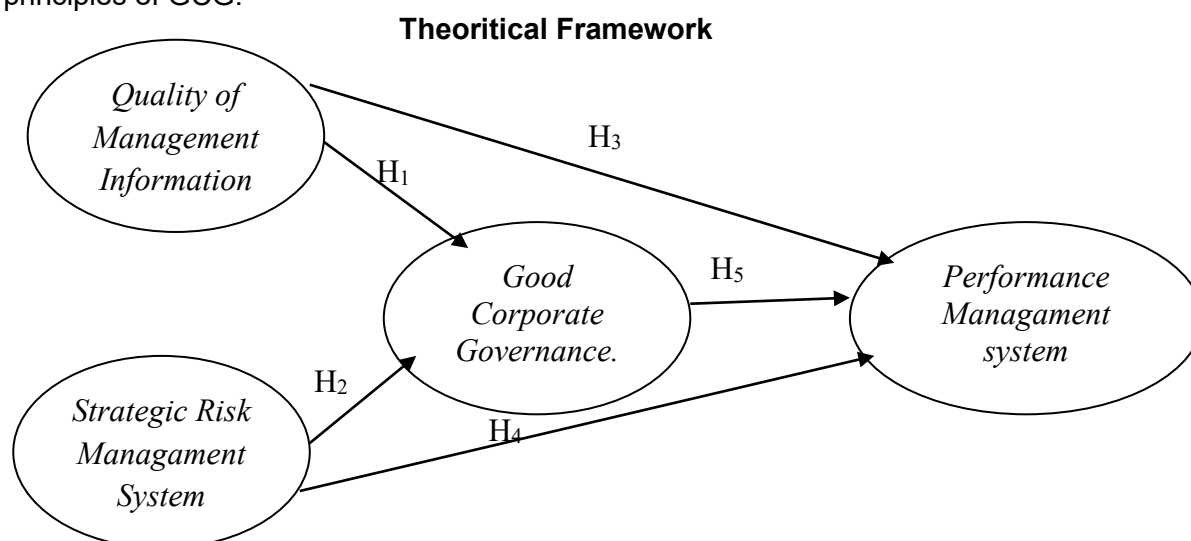 principles of GCG.
Theoritical Framework
Quality of
Management
Information
H3
H1
Good
Corporate
Governance.
H5
Performance
Managament
system
H2
Strategic Risk
Managament
System
H4